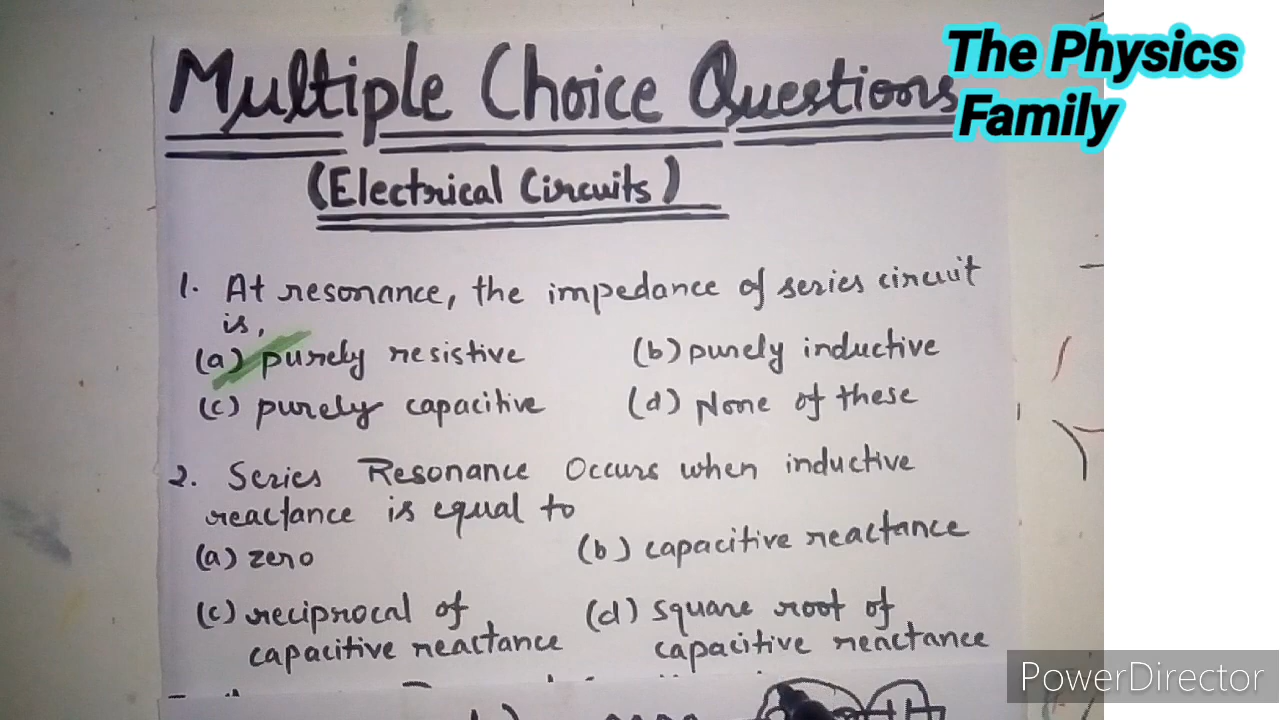 The Physics
Family
Multiple Choice Questions
(Electrical Circuits)
1. At resonance, the impedance of series circuit
is,
(a) purely resistive (b) purely inductive
(c) purely capacitive (d) None of these
2. Series Resonance Occurs when inductive
reactance is equal to
(a) zero (b) capacitive reactance
(c) reciprocal of (d) square root of
capacitive reactance capacitive reactance
PowerDirector